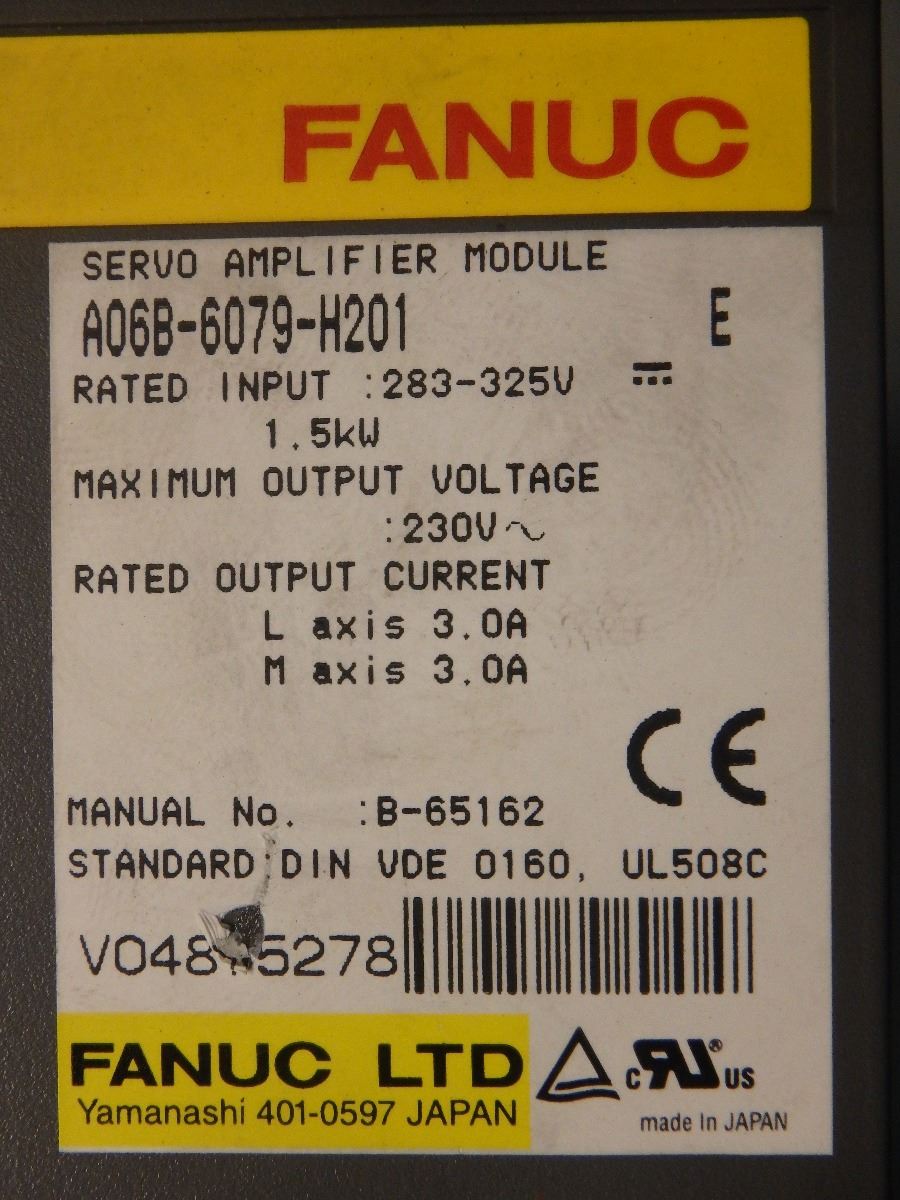 FANUC
SERVO AMPLIFIER MODULE
A06B-6079-H201 E
RATED INPUT :283-325V ⎓
1.5kW
MAXIMUM OUTPUT VOLTAGE
:230V~
RATED OUTPUT CURRENT
L axis 3.0A
M axis 3.0A
CE
MANUAL No. :B-65162
STANDARD:DIN VDE 0160, UL508C
FANUC LTD
Yamanashi 401-0597 JAPAN
c RU® US
made In JAPAN